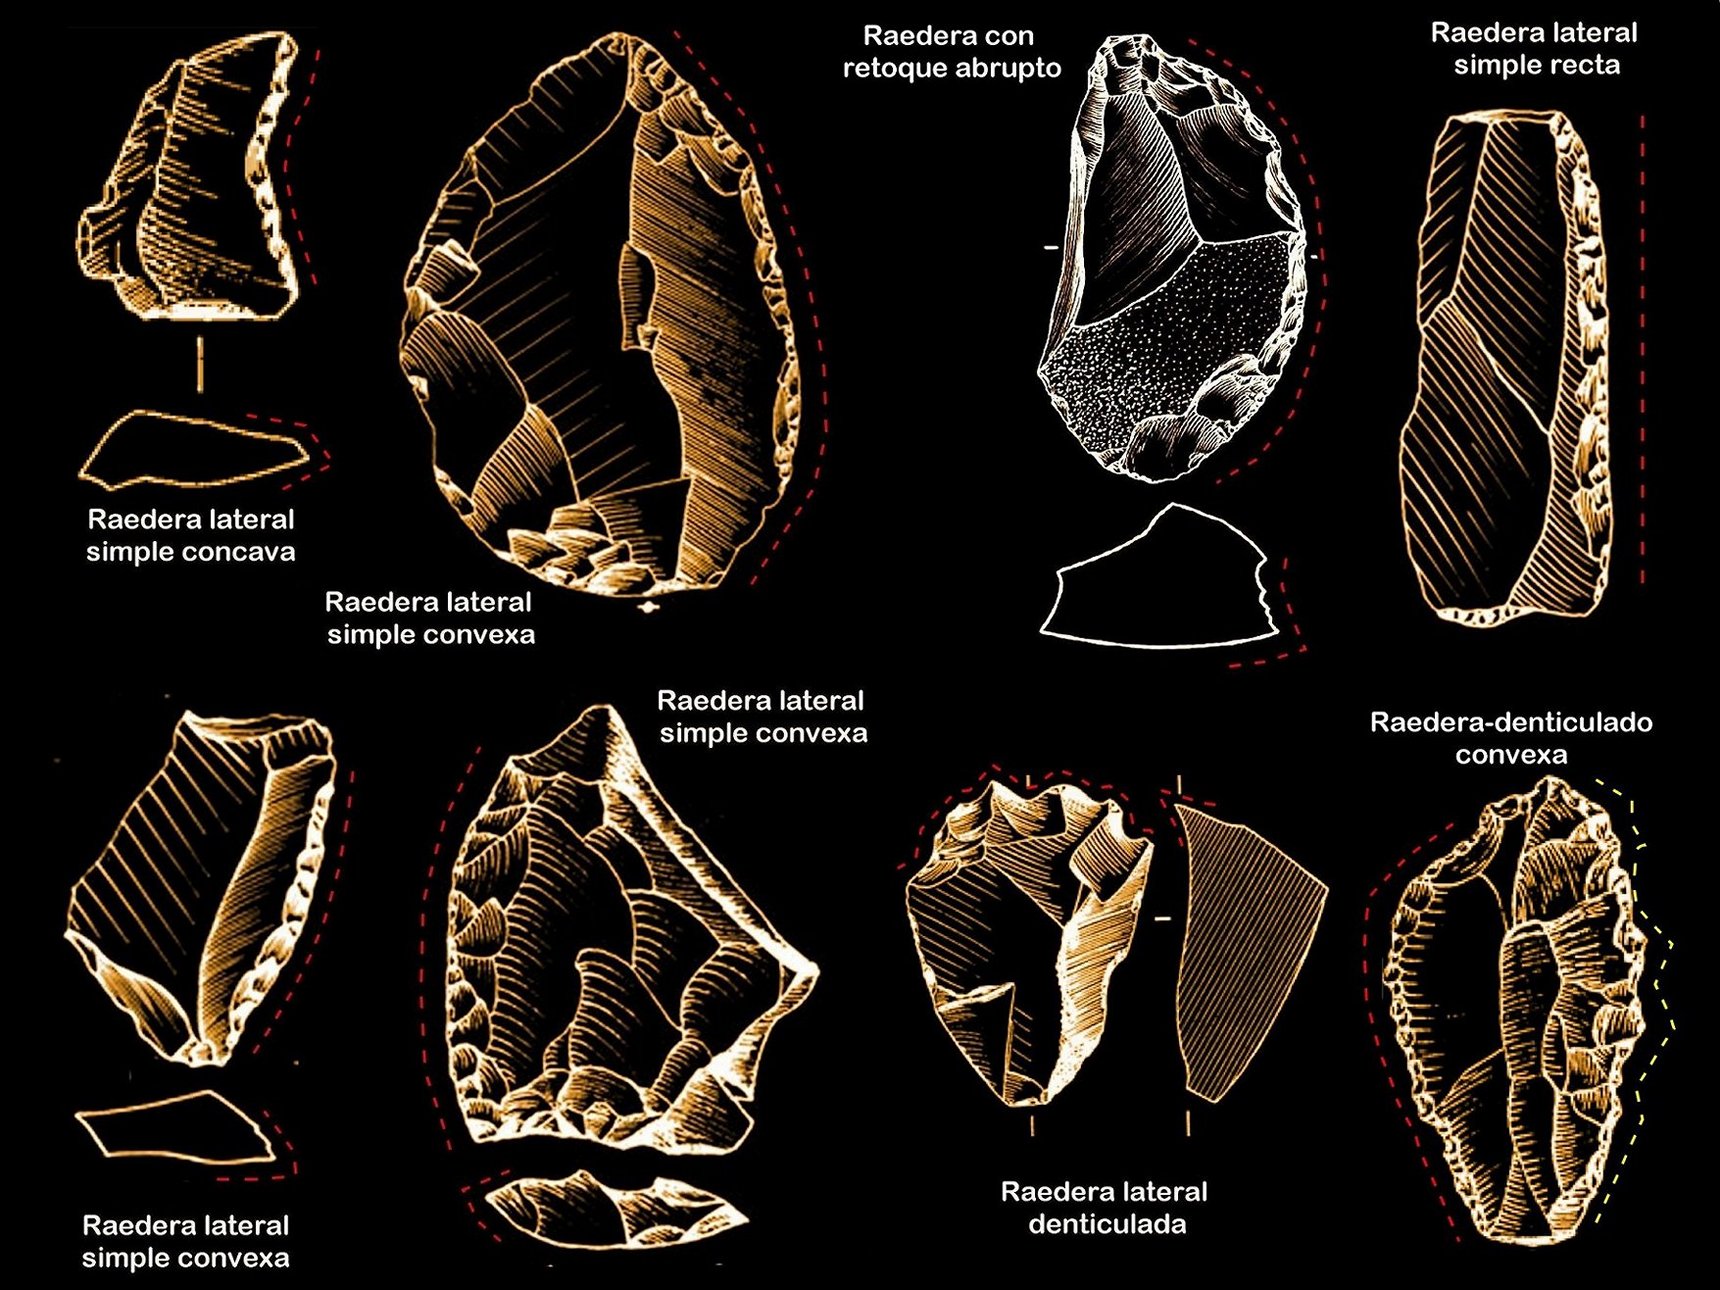 Raedera con
retoque abrupto
Raedera lateral
simple recta
Raedera lateral
simple concava
Raedera lateral
simple convexa
Raedera lateral
simple convexa
Raedera-denticulado
convexa
Raedera lateral
denticulada
Raedera lateral
simple convexa